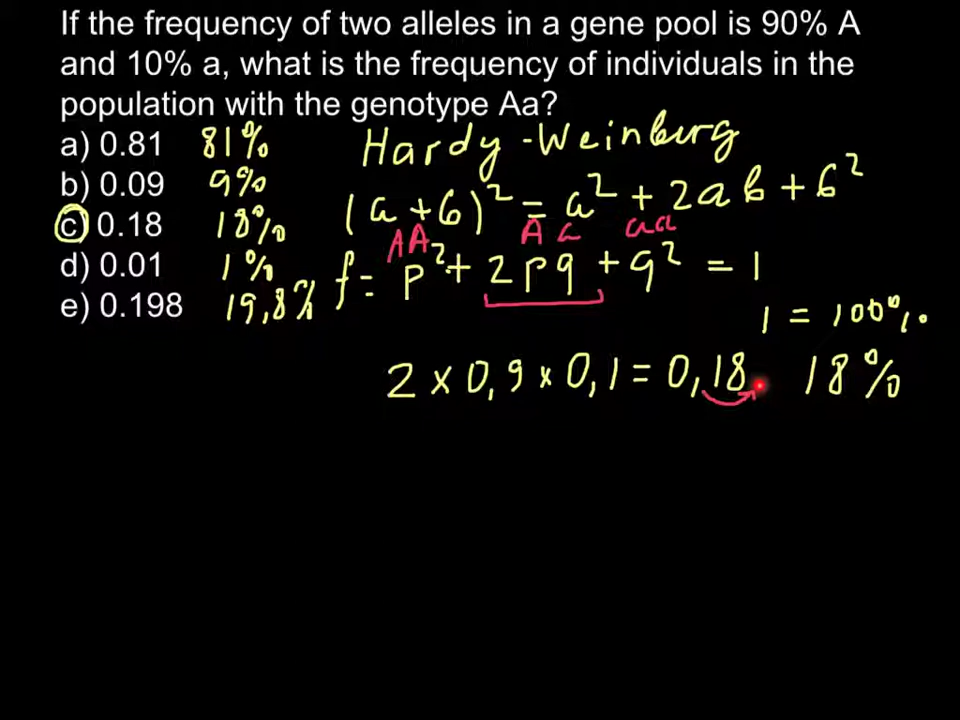 If the frequency of two alleles in a gene pool is 90% A
and 10% a, what is the frequency of individuals in the
population with the genotype Aa?
a) 0.81 81% Hardy-Weinburg
b) 0.09 9%
c) 0.18 18% (a+b)² = a² + 2ab + b²
AA Aa aa
d) 0.01 1% f = p² + 2pq + q² = 1
e) 0.198 19,8%
1 = 100%
2 x 0,9 x 0,1 = 0,18 18%